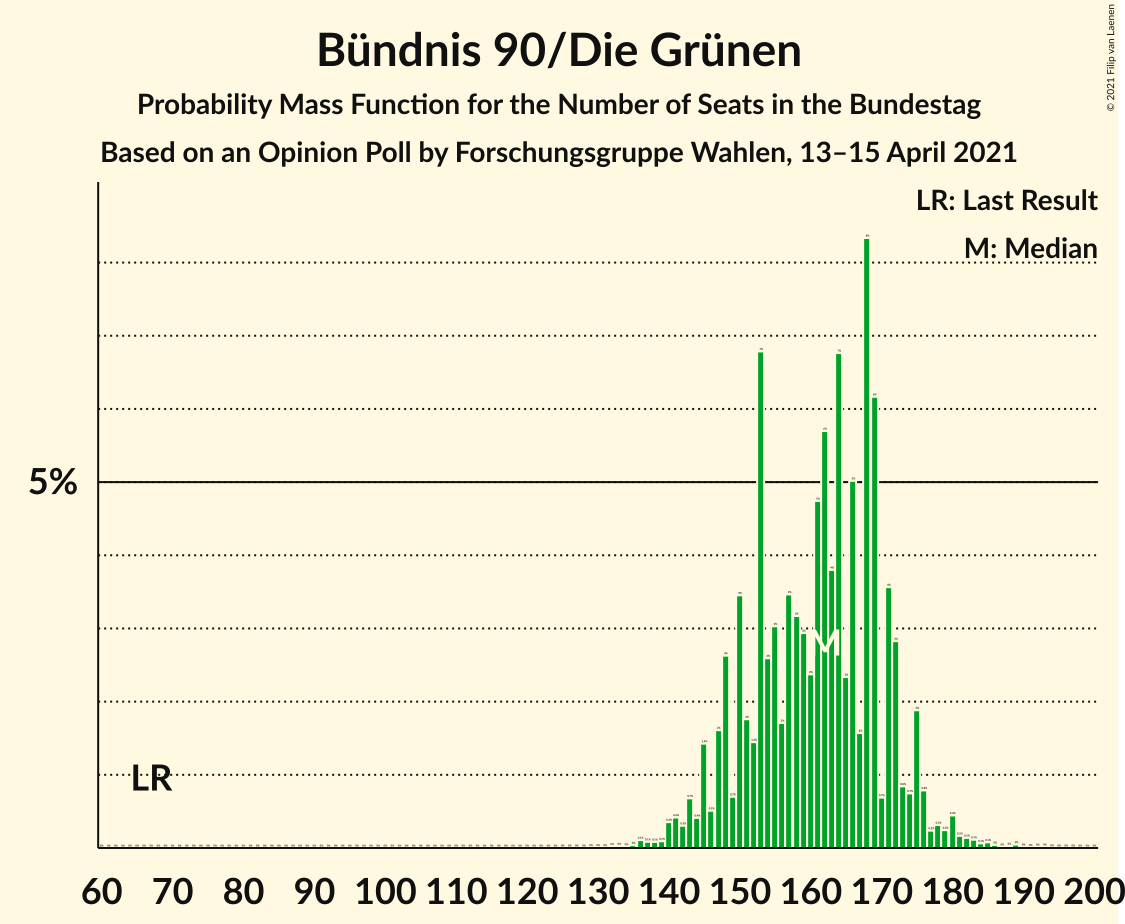 Bündnis 90/Die Grünen
Probability Mass Function for the Number of Seats in the Bundestag
Based on an Opinion Poll by Forschungsgruppe Wahlen, 13–15 April 2021
© 2021 Filip van Laenen
LR: Last Result
M: Median
5%
M
LR
60 70 80 90 100 110 120 130 140 150 160 170 180 190 200